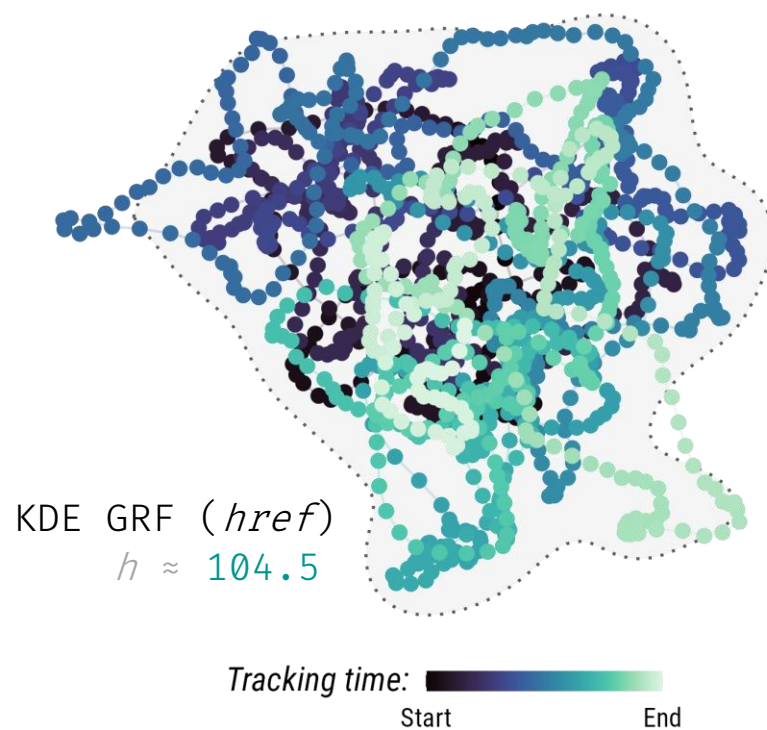 KDE GRF (href)
h ≈ 104.5
Tracking time:
Start End